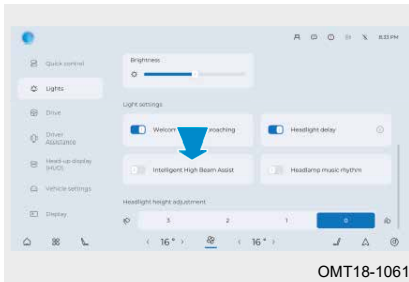 8:33 PM
Quick control
Brightness
Lights
Light settings
Drive
Welcom
oaching
Headlight delay
Driver
Assistance
Head-up display
(HUD)
Intelligent High Beam Assist
Headlamp music rhythm
Vehicle settings
Headlight height adjustment
Display
3
2
1
0
< 16° >
< 16° >
OMT18-1061